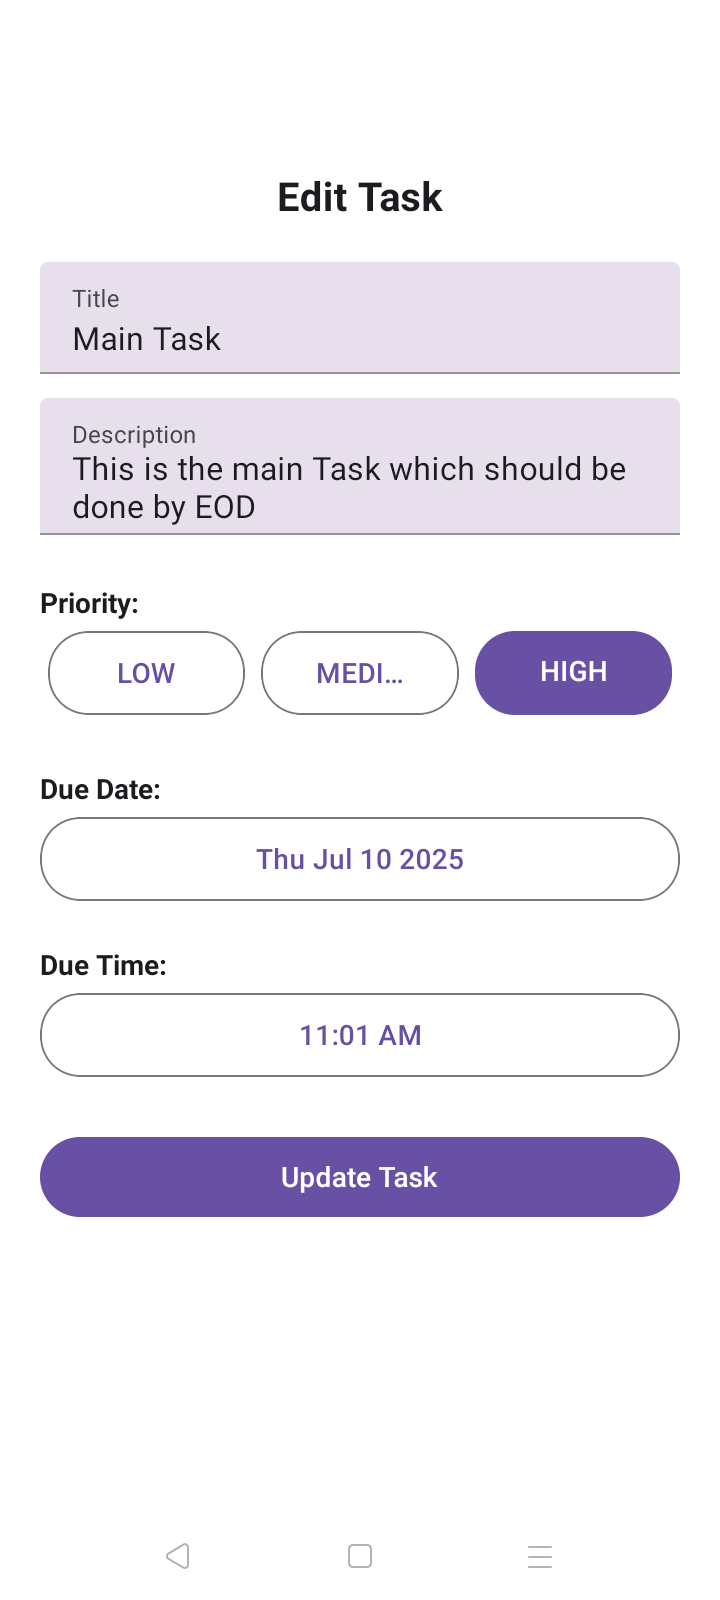 Edit Task
Title
Main Task
Description
This is the main Task which should be
done by EOD
Priority:
LOW MEDI... HIGH
Due Date:
Thu Jul 10 2025
Due Time:
11:01 AM
Update Task